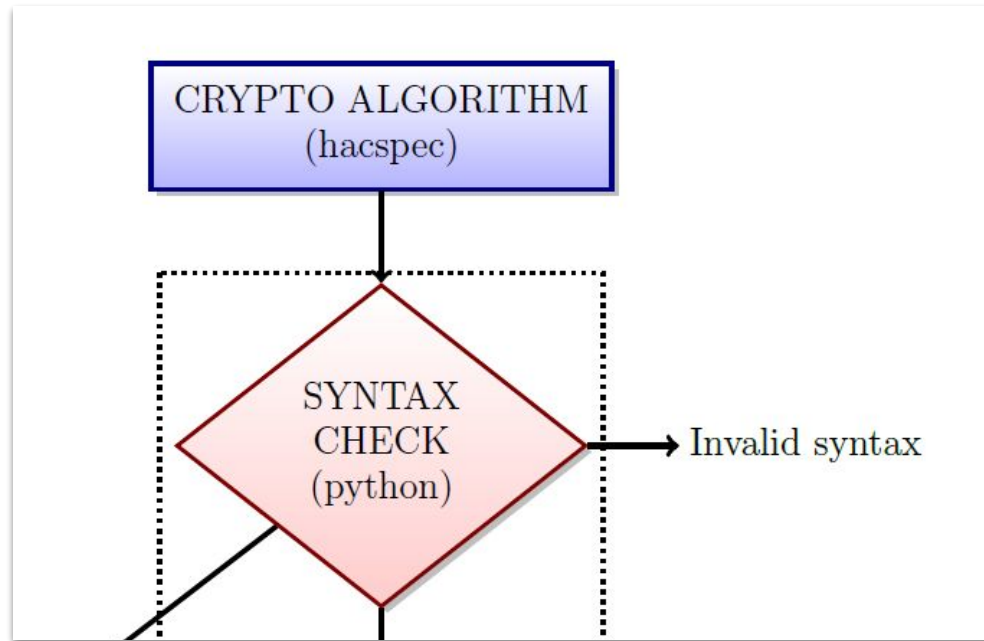 CRYPTO ALGORITHM
(hacspec)
SYNTAX
CHECK
(python)
Invalid syntax